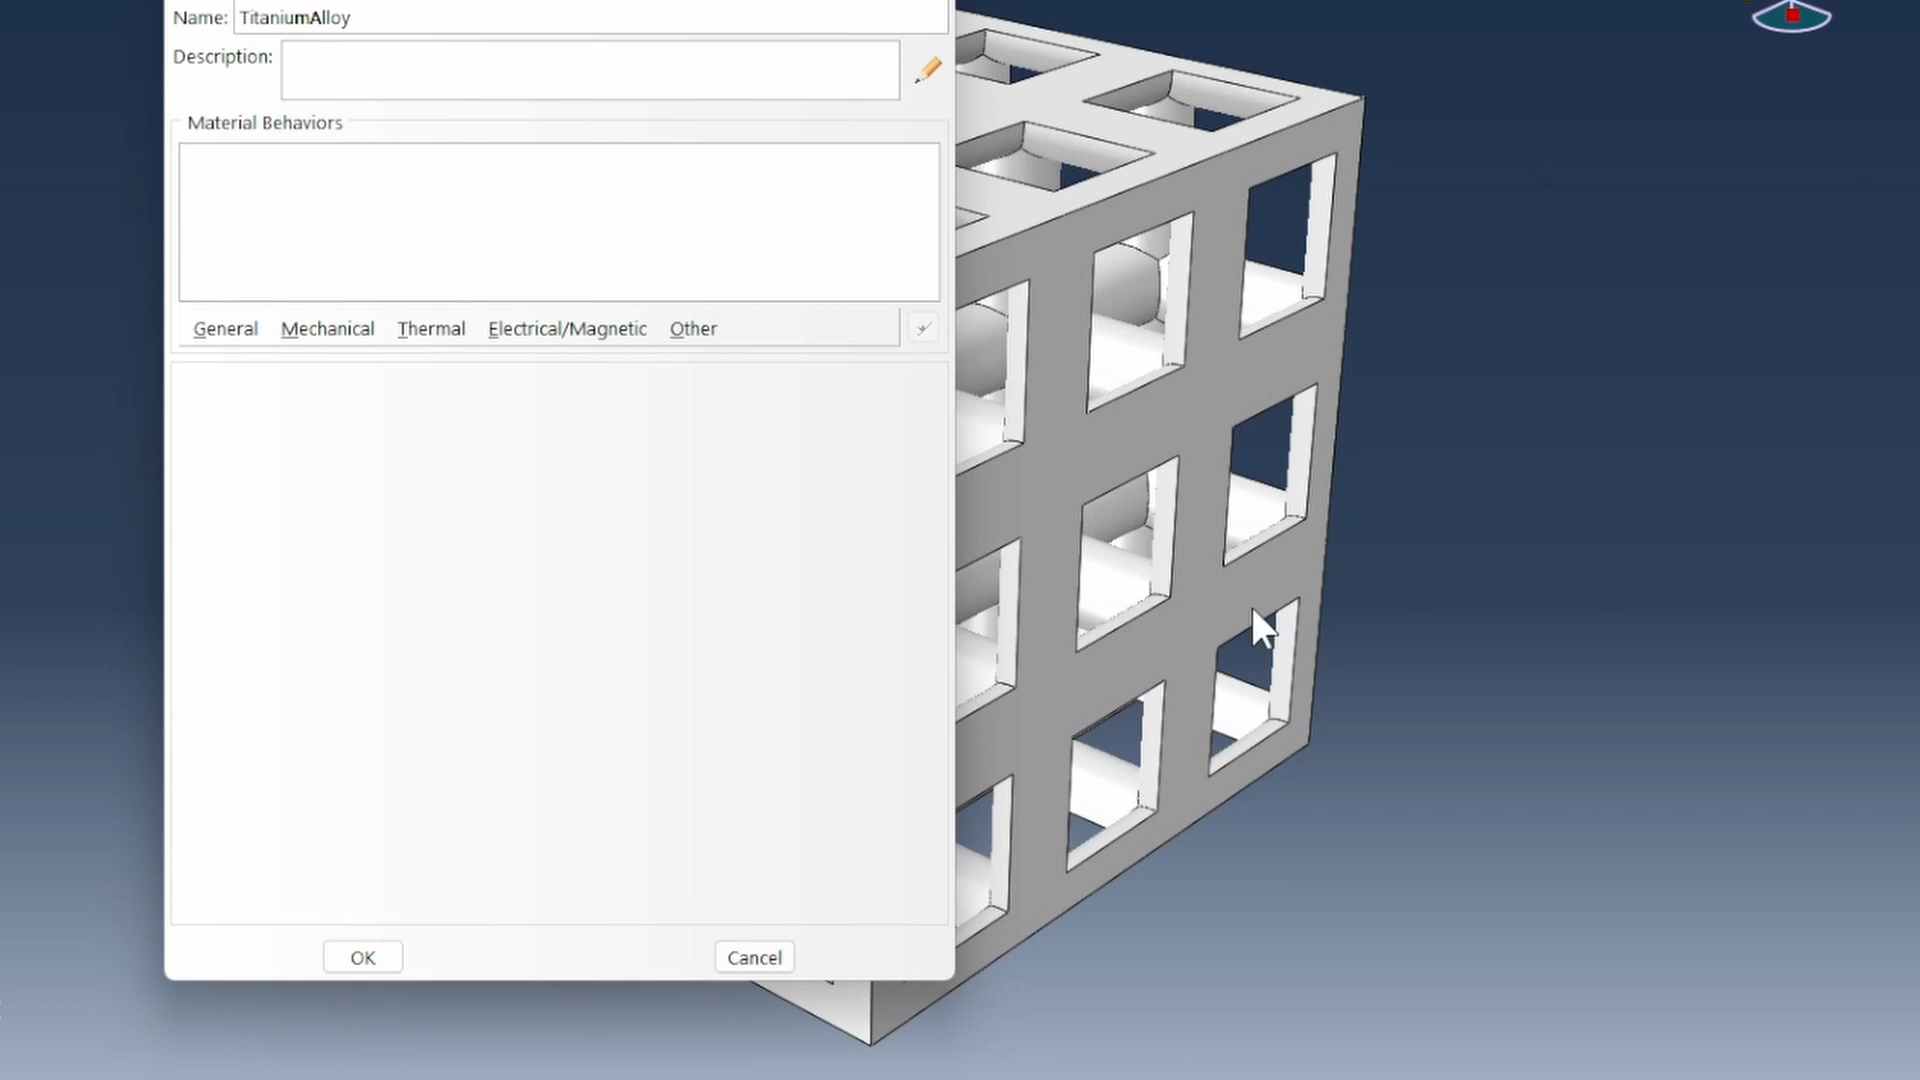 Name: TitaniumAlloy
Description:
Material Behaviors
General Mechanical Thermal Electrical/Magnetic Other
OK Cancel